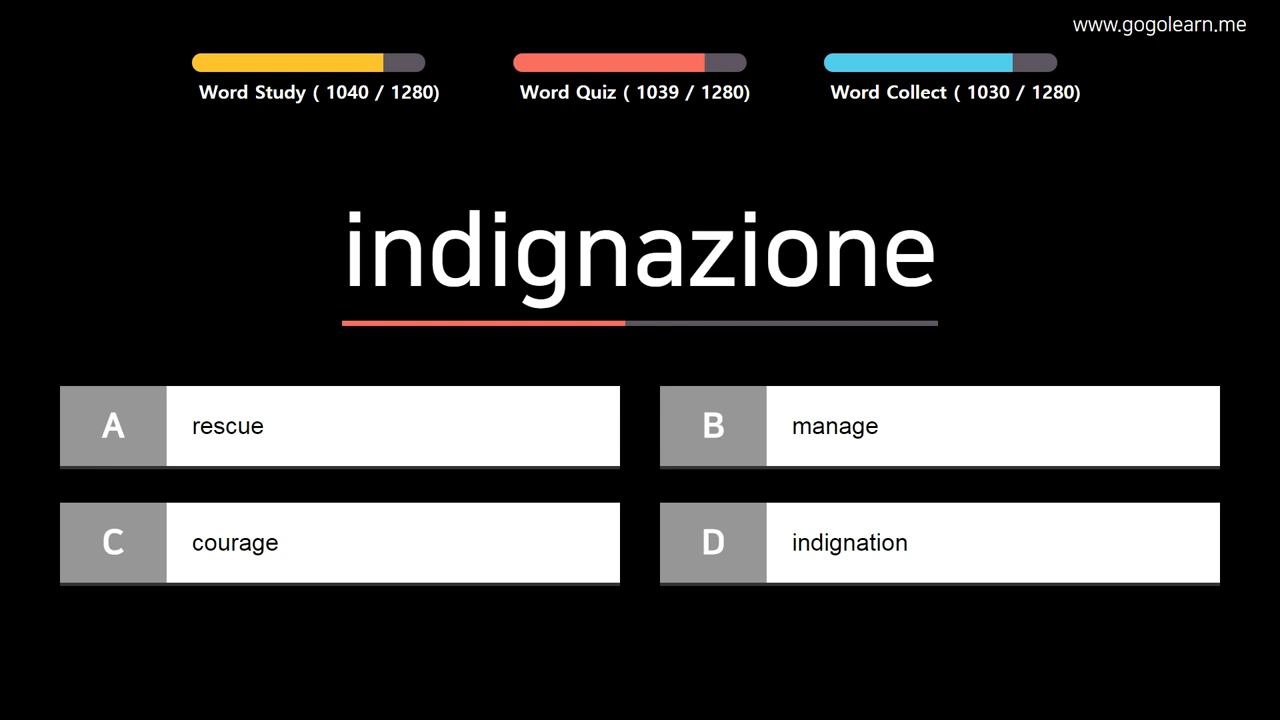 www.gogolearn.me
Word Study ( 1040 / 1280)
Word Quiz ( 1039 / 1280)
Word Collect ( 1030 / 1280)
indignazione
A rescue
B manage
C courage
D indignation